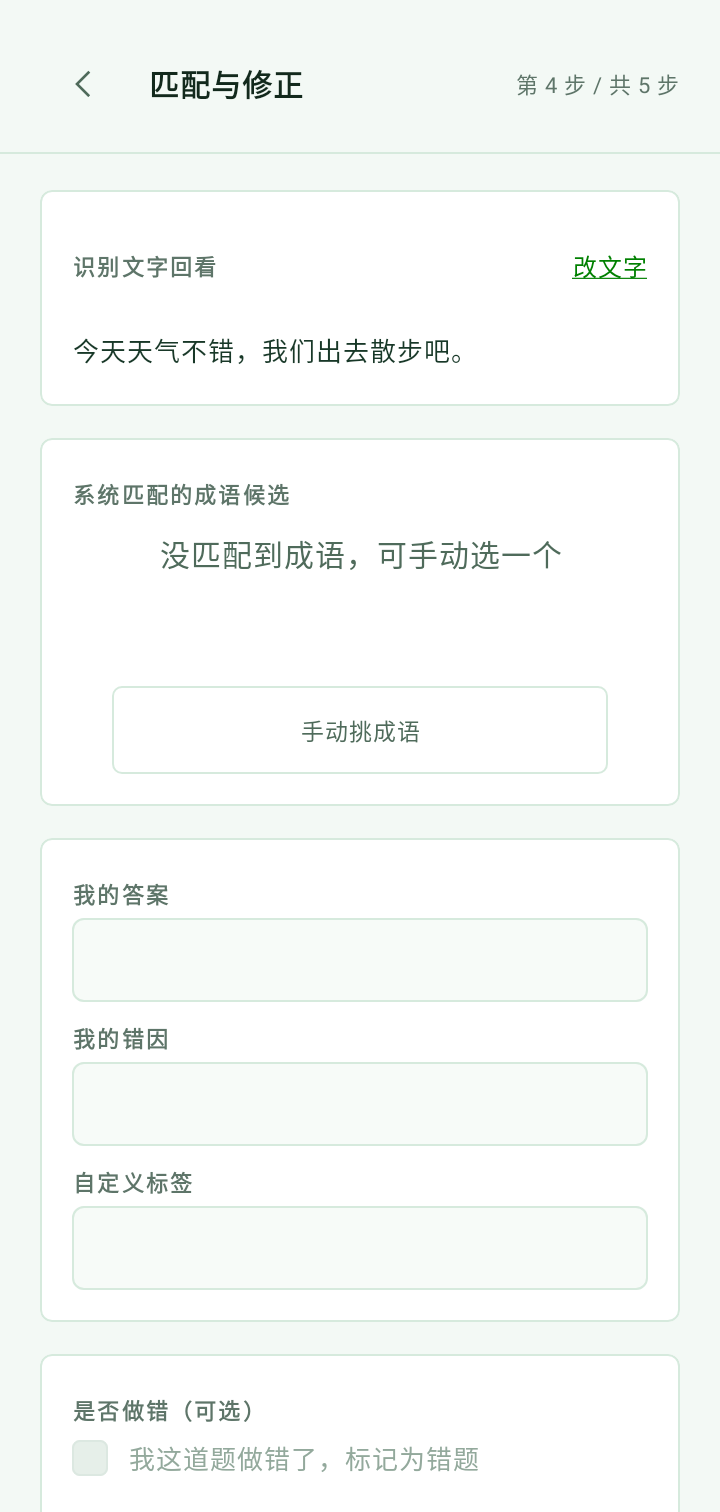 匹配与修正
第 4 步 / 共 5 步
识别文字回看
改文字
今天天气不错，我们出去散步吧。
系统匹配的成语候选
没匹配到成语，可手动选一个
手动挑成语
我的答案
我的错因
自定义标签
是否做错（可选）
我这道题做错了，标记为错题